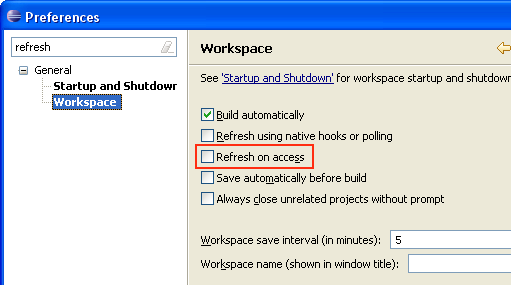 Preferences
refresh
Workspace
General
Startup and Shutdowr
Workspace
See 'Startup and Shutdown' for workspace startup and shutdown
Build automatically
Refresh using native hooks or polling
Refresh on access
Save automatically before build
Always close unrelated projects without prompt
Workspace save interval (in minutes): 5
Workspace name (shown in window title):